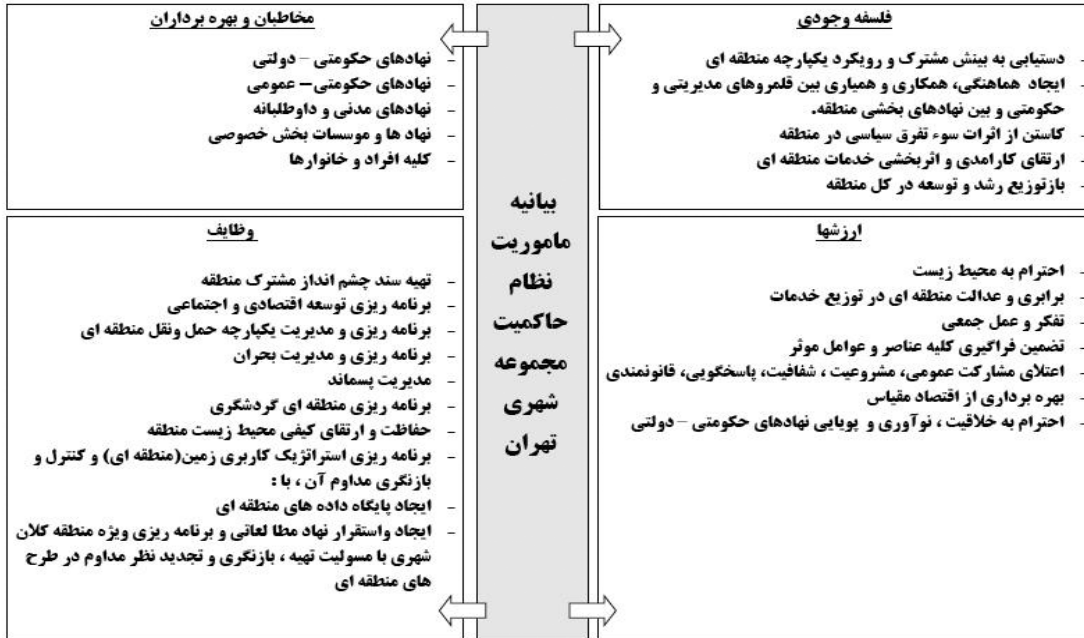 فلسفه وجودی
- دستیابی به بینش مشترک و رویکرد یکپارچه منطقه ای
- ایجاد هماهنگی، همکاری و همیاری بین قلمروهای مدیریتی و
حکومتی و بین نهادهای بخشی منطقه.
- کاستن از اثرات سوء تفرق سیاسی در منطقه
- ارتقای کارامدی و اثربخشی خدمات منطقه ای
- بازتوزیع رشد و توسعه در کل منطقه
مخاطبان و بهره برداران
- نهادهای حکومتی – دولتی
- نهادهای حکومتی– عمومی
- نهادهای مدنی و داوطلبانه
- نهاد ها و موسسات بخش خصوصی
- کلیه افراد و خانوارها
بیانیه
ماموریت
نظام
حاکمیت
مجموعه
شهری
تهران
ارزشها
- احترام به محیط زیست
- برابری و عدالت منطقه ای در توزیع خدمات
- تفکر و عمل جمعی
- تضمین فراگیری کلیه عناصر و عوامل موثر
- اعتلای مشارکت عمومی، مشروعیت ، شفافیت، پاسخگویی، قانونمندی
- بهره برداری از اقتصاد مقیاس
- احترام به خلاقیت ، نوآوری و پویایی نهادهای حکومتی – دولتی
وظایف
- تهیه سند چشم انداز مشترک منطقه
- برنامه ریزی توسعه اقتصادی و اجتماعی
- برنامه ریزی و مدیریت یکپارچه حمل ونقل منطقه ای
- برنامه ریزی و مدیریت بحران
- مدیریت پسماند
- برنامه ریزی منطقه ای گردشگری
- حفاظت و ارتقای کیفی محیط زیست منطقه
- برنامه ریزی استراتژیک کاربری زمین(منطقه ای) و کنترل و
بازنگری مداوم آن ، با :
- ایجاد پایگاه داده های منطقه ای
- ایجاد واستقرار نهاد مطا لعاتی و برنامه ریزی ویژه منطقه کلان
شهری با مسولیت تهیه ، بازنگری و تجدید نظر مداوم در طرح
های منطقه ای